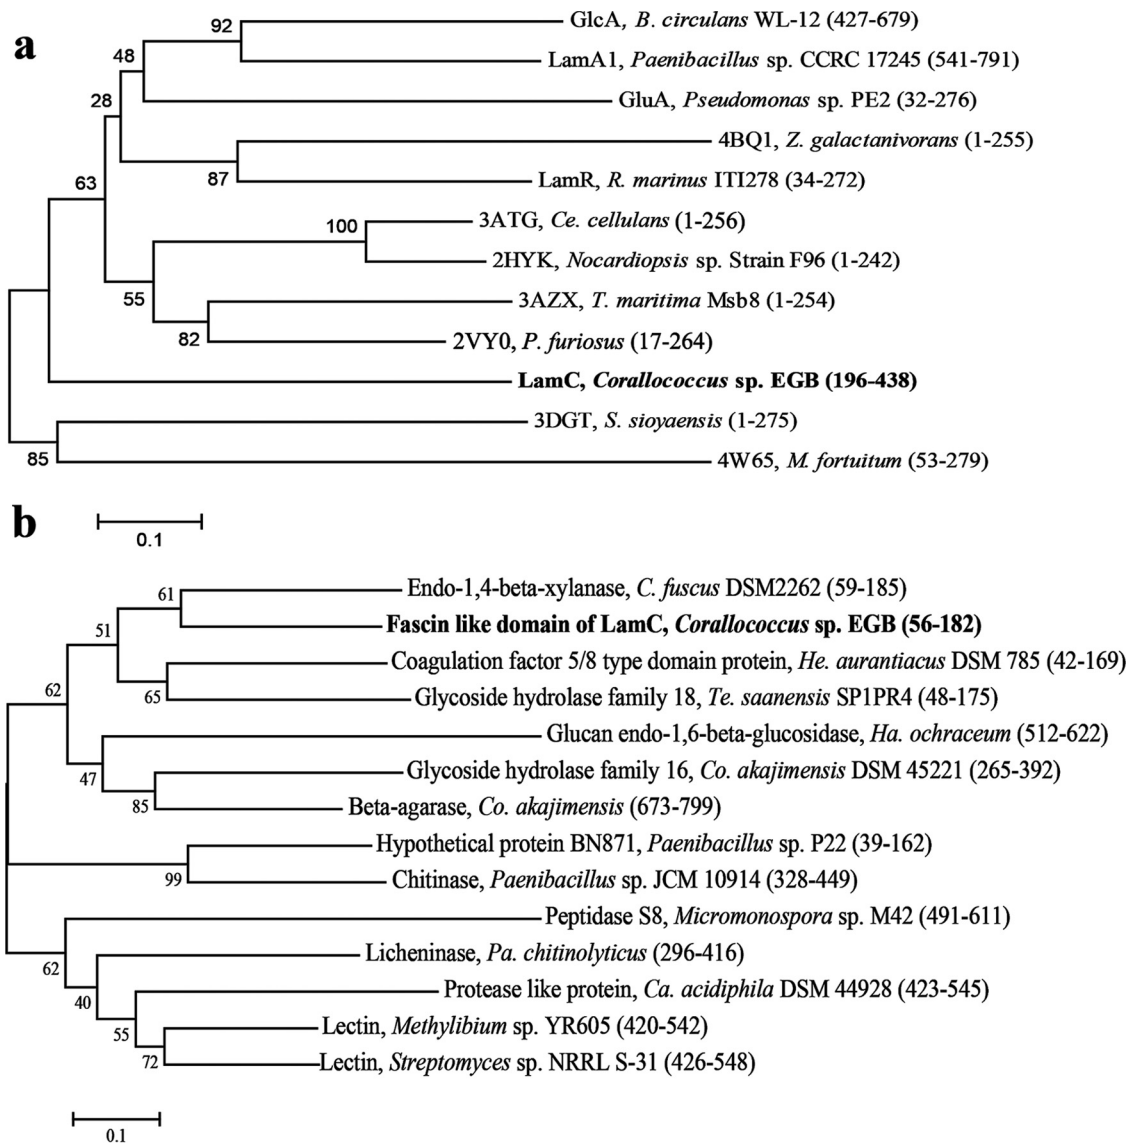 a
92
GlcA, B. circulans WL-12 (427-679)
48
LamA1, Paenibacillus sp. CCRC 17245 (541-791)
28
GluA, Pseudomonas sp. PE2 (32-276)
4BQ1, Z. galactanivorans (1-255)
63
87
LamR, R. marinus ITI278 (34-272)
100
3ATG, Ce. cellulans (1-256)
2HYK, Nocardiopsis sp. Strain F96 (1-242)
55
3AZX, T. maritima Msb8 (1-254)
82
2VY0, P. furiosus (17-264)
LamC, Corallococcus sp. EGB (196-438)
3DGT, S. sioyaensis (1-275)
85
4W65, M. fortuitum (53-279)
0.1
b
61
Endo-1,4-beta-xylanase, C. fuscus DSM2262 (59-185)
51
Fascin like domain of LamC, Corallococcus sp. EGB (56-182)
Coagulation factor 5/8 type domain protein, He. aurantiacus DSM 785 (42-169)
62
65
Glycoside hydrolase family 18, Te. saanensis SP1PR4 (48-175)
Glucan endo-1,6-beta-glucosidase, Ha. ochraceum (512-622)
47
Glycoside hydrolase family 16, Co. akajimensis DSM 45221 (265-392)
85
Beta-agarase, Co. akajimensis (673-799)
Hypothetical protein BN871, Paenibacillus sp. P22 (39-162)
99
Chitinase, Paenibacillus sp. JCM 10914 (328-449)
Peptidase S8, Micromonospora sp. M42 (491-611)
62
Licheninase, Pa. chitinolyticus (296-416)
40
Protease like protein, Ca. acidiphila DSM 44928 (423-545)
55
Lectin, Methylibium sp. YR605 (420-542)
72
Lectin, Streptomyces sp. NRRL S-31 (426-548)
0.1